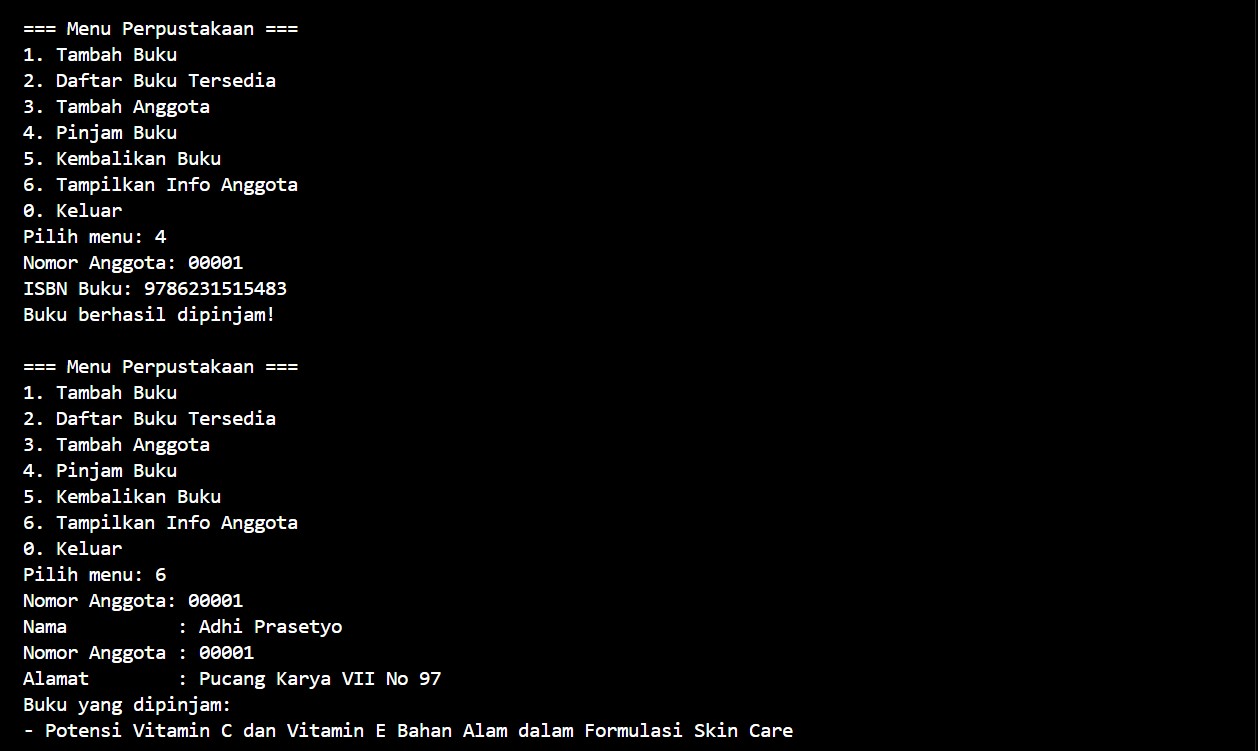 === Menu Perpustakaan ===
1. Tambah Buku
2. Daftar Buku Tersedia
3. Tambah Anggota
4. Pinjam Buku
5. Kembalikan Buku
6. Tampilkan Info Anggota
0. Keluar
Pilih menu: 4
Nomor Anggota: 00001
ISBN Buku: 9786231515483
Buku berhasil dipinjam!

=== Menu Perpustakaan ===
1. Tambah Buku
2. Daftar Buku Tersedia
3. Tambah Anggota
4. Pinjam Buku
5. Kembalikan Buku
6. Tampilkan Info Anggota
0. Keluar
Pilih menu: 6
Nomor Anggota: 00001
Nama          : Adhi Prasetyo
Nomor Anggota : 00001
Alamat        : Pucang Karya VII No 97
Buku yang dipinjam:
- Potensi Vitamin C dan Vitamin E Bahan Alam dalam Formulasi Skin Care